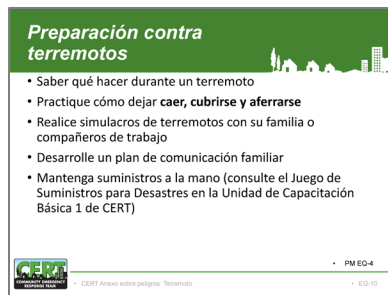 Preparación contra
terremotos
• Saber qué hacer durante un terremoto
• Practique cómo dejar caer, cubrirse y aferrarse
• Realice simulacros de terremotos con su familia o
compañeros de trabajo
• Desarrolle un plan de comunicación familiar
• Mantenga suministros a la mano (consulte el Juego de
Suministros para Desastres en la Unidad de Capacitación
Básica 1 de CERT)
• PM EQ-4
CERT
COMMUNITY EMERGENCY
RESPONSE TEAM
• CERT Anexo sobre peligros: Terremoto
• EQ-10